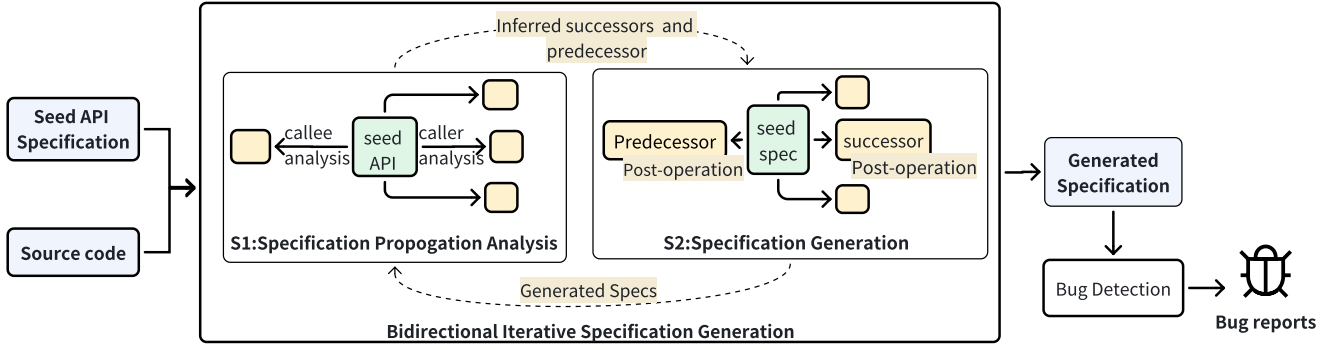 Inferred successors and
predecessor
Seed API
Specification
Source code
callee
analysis
seed
API
caller
analysis
S1:Specification Propogation Analysis
Predecessor
Post-operation
seed
spec
successor
Post-operation
S2:Specification Generation
Generated Specs
Bidirectional Iterative Specification Generation
Generated
Specification
Bug Detection
Bug reports